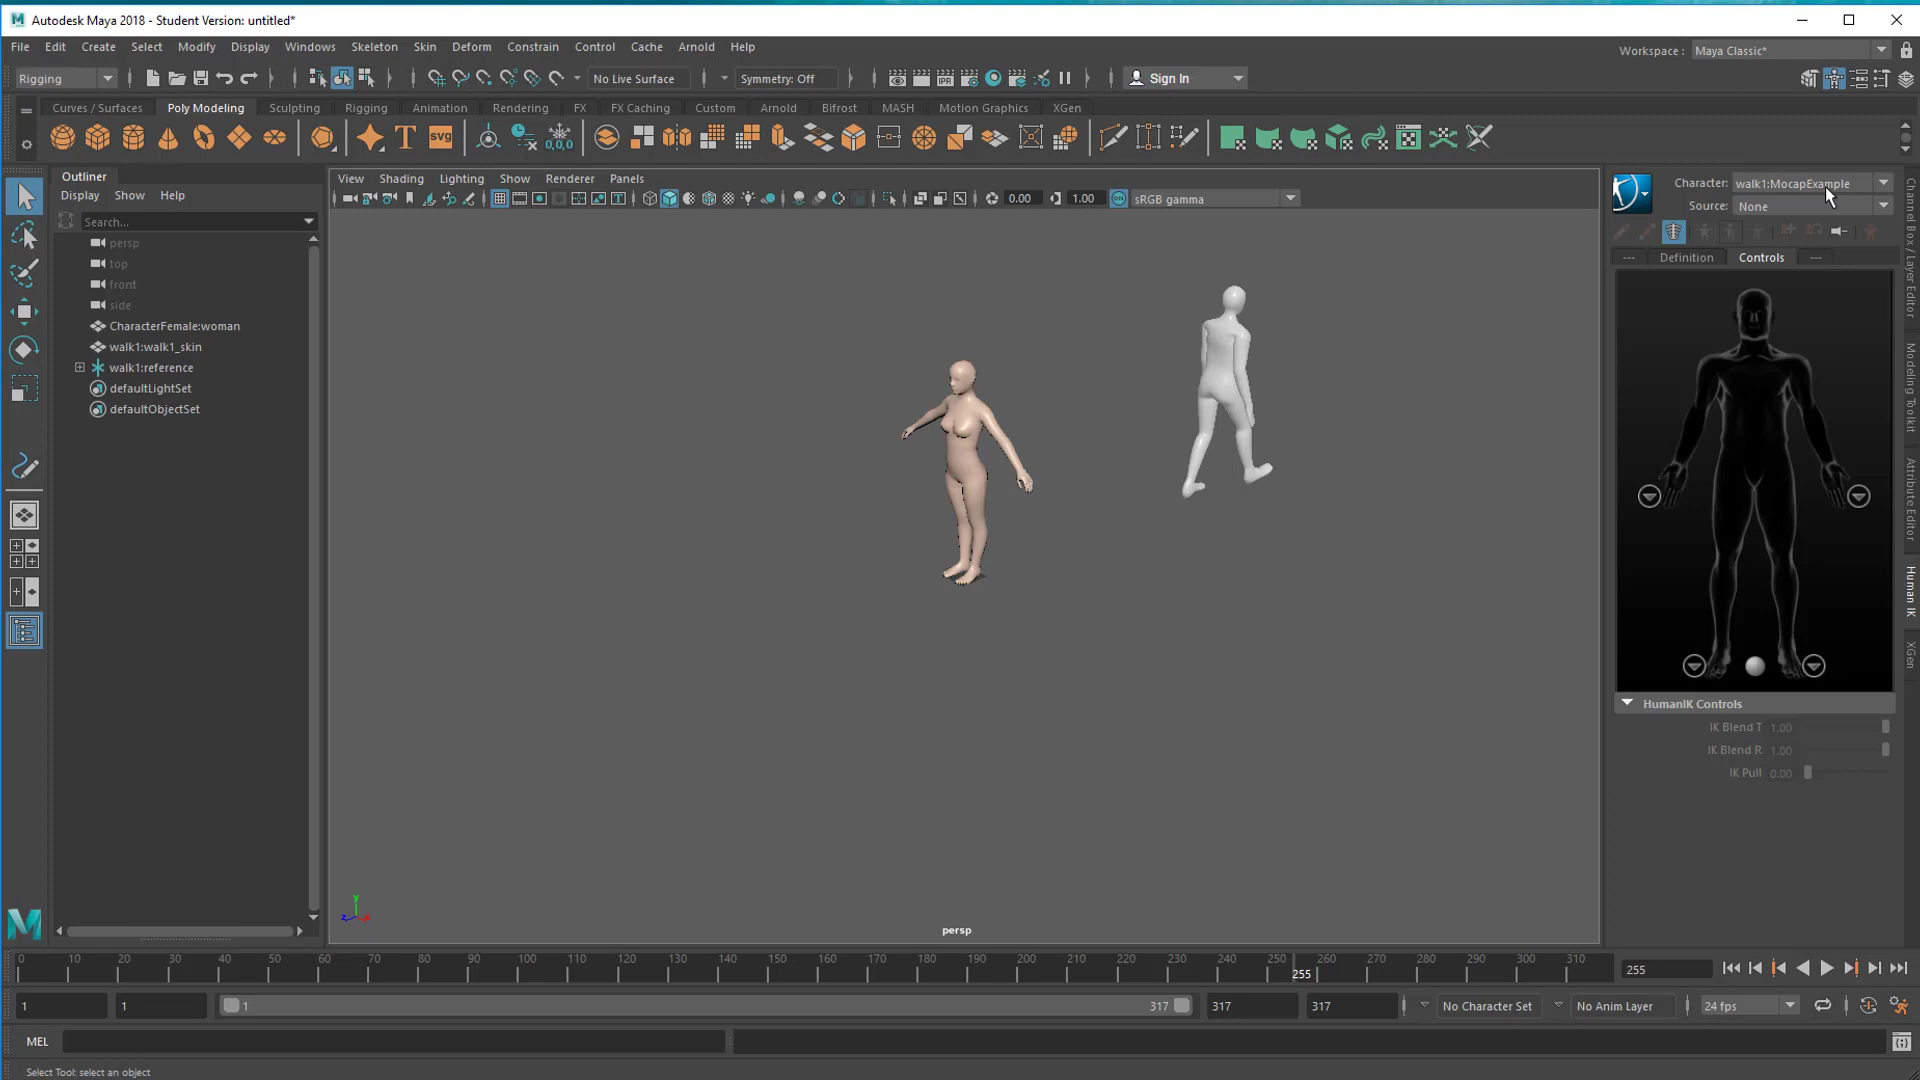 Autodesk Maya 2018 - Student Version: untitled*
File Edit Create Select Modify Display Windows Skeleton Skin Deform Constrain Control Cache Arnold Help
Workspace : Maya Classic*
Rigging No Live Surface Symmetry: Off Sign In
Curves / Surfaces Poly Modeling Sculpting Rigging Animation Rendering FX FX Caching Custom Arnold Bifrost MASH Motion Graphics XGen
T svg 0,0,0
Outliner
Display Show Help
Search...
persp
top
front
side
CharacterFemale:woman
walk1:walk1_skin
walk1:reference
defaultLightSet
defaultObjectSet
View Shading Lighting Show Renderer Panels
0.00 1.00 sRGB gamma
y
z x
persp
Character: walk1:MocapExample
Source: None
--- Definition Controls ---
HumanIK Controls
IK Blend T 1.00
IK Blend R 1.00
IK Pull 0.00
Channel Box / Layer Editor
Modeling Toolkit
Attribute Editor
Human IK
XGen
0 10 20 30 40 50 60 70 80 90 100 110 120 130 140 150 160 170 180 190 200 210 220 230 240 250 260 270 280 290 300 310
255 255
1 1 1 317 317 317 No Character Set No Anim Layer 24 fps
MEL
Select Tool: select an object